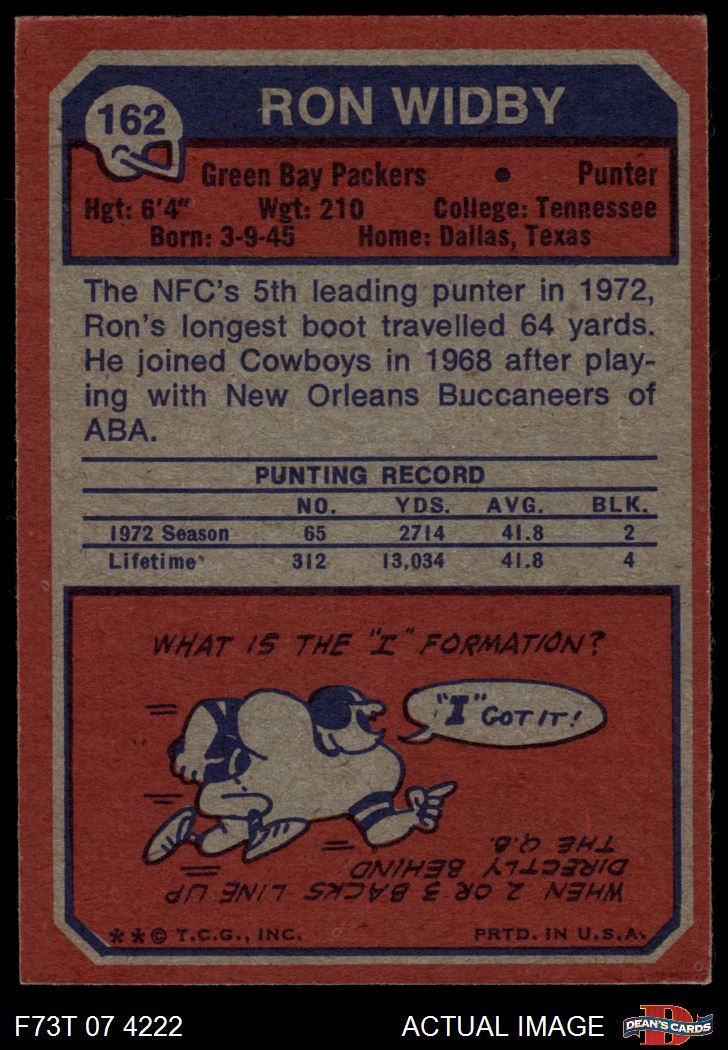 162
RON WIDBY
Green Bay Packers • Punter
Hgt: 6'4" Wgt: 210 College: Tennessee
Born: 3-9-45 Home: Dallas, Texas
The NFC's 5th leading punter in 1972,
Ron's longest boot travelled 64 yards.
He joined Cowboys in 1968 after play-
ing with New Orleans Buccaneers of
ABA.
PUNTING RECORD
NO. YDS. AVG. BLK.
1972 Season 65 2714 41.8 2
Lifetime 312 13,034 41.8 4
WHAT IS THE "I" FORMATION?
"I" GOT IT!
WHEN 2 OR 3 BACKS LINE UP
DIRECTLY BEHIND
THE Q.B.
**© T.C.G., INC. PRTD. IN U.S.A.
F73T 07 4222 ACTUAL IMAGE
D
DEAN'S CARDS